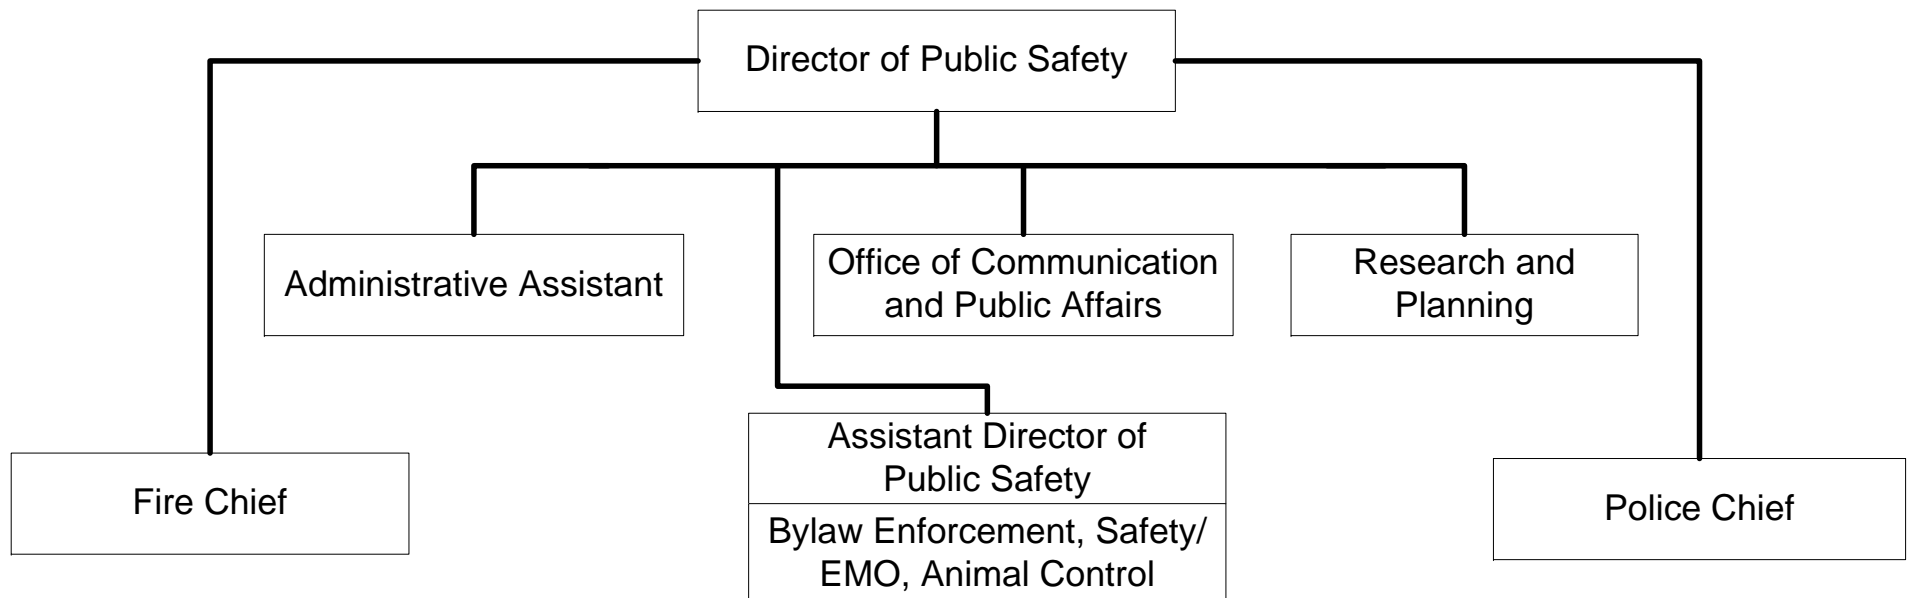 Director of Public Safety
Administrative Assistant
Office of Communication
and Public Affairs
Research and
Planning
Fire Chief
Assistant Director of
Public Safety
Bylaw Enforcement, Safety/
EMO, Animal Control
Police Chief